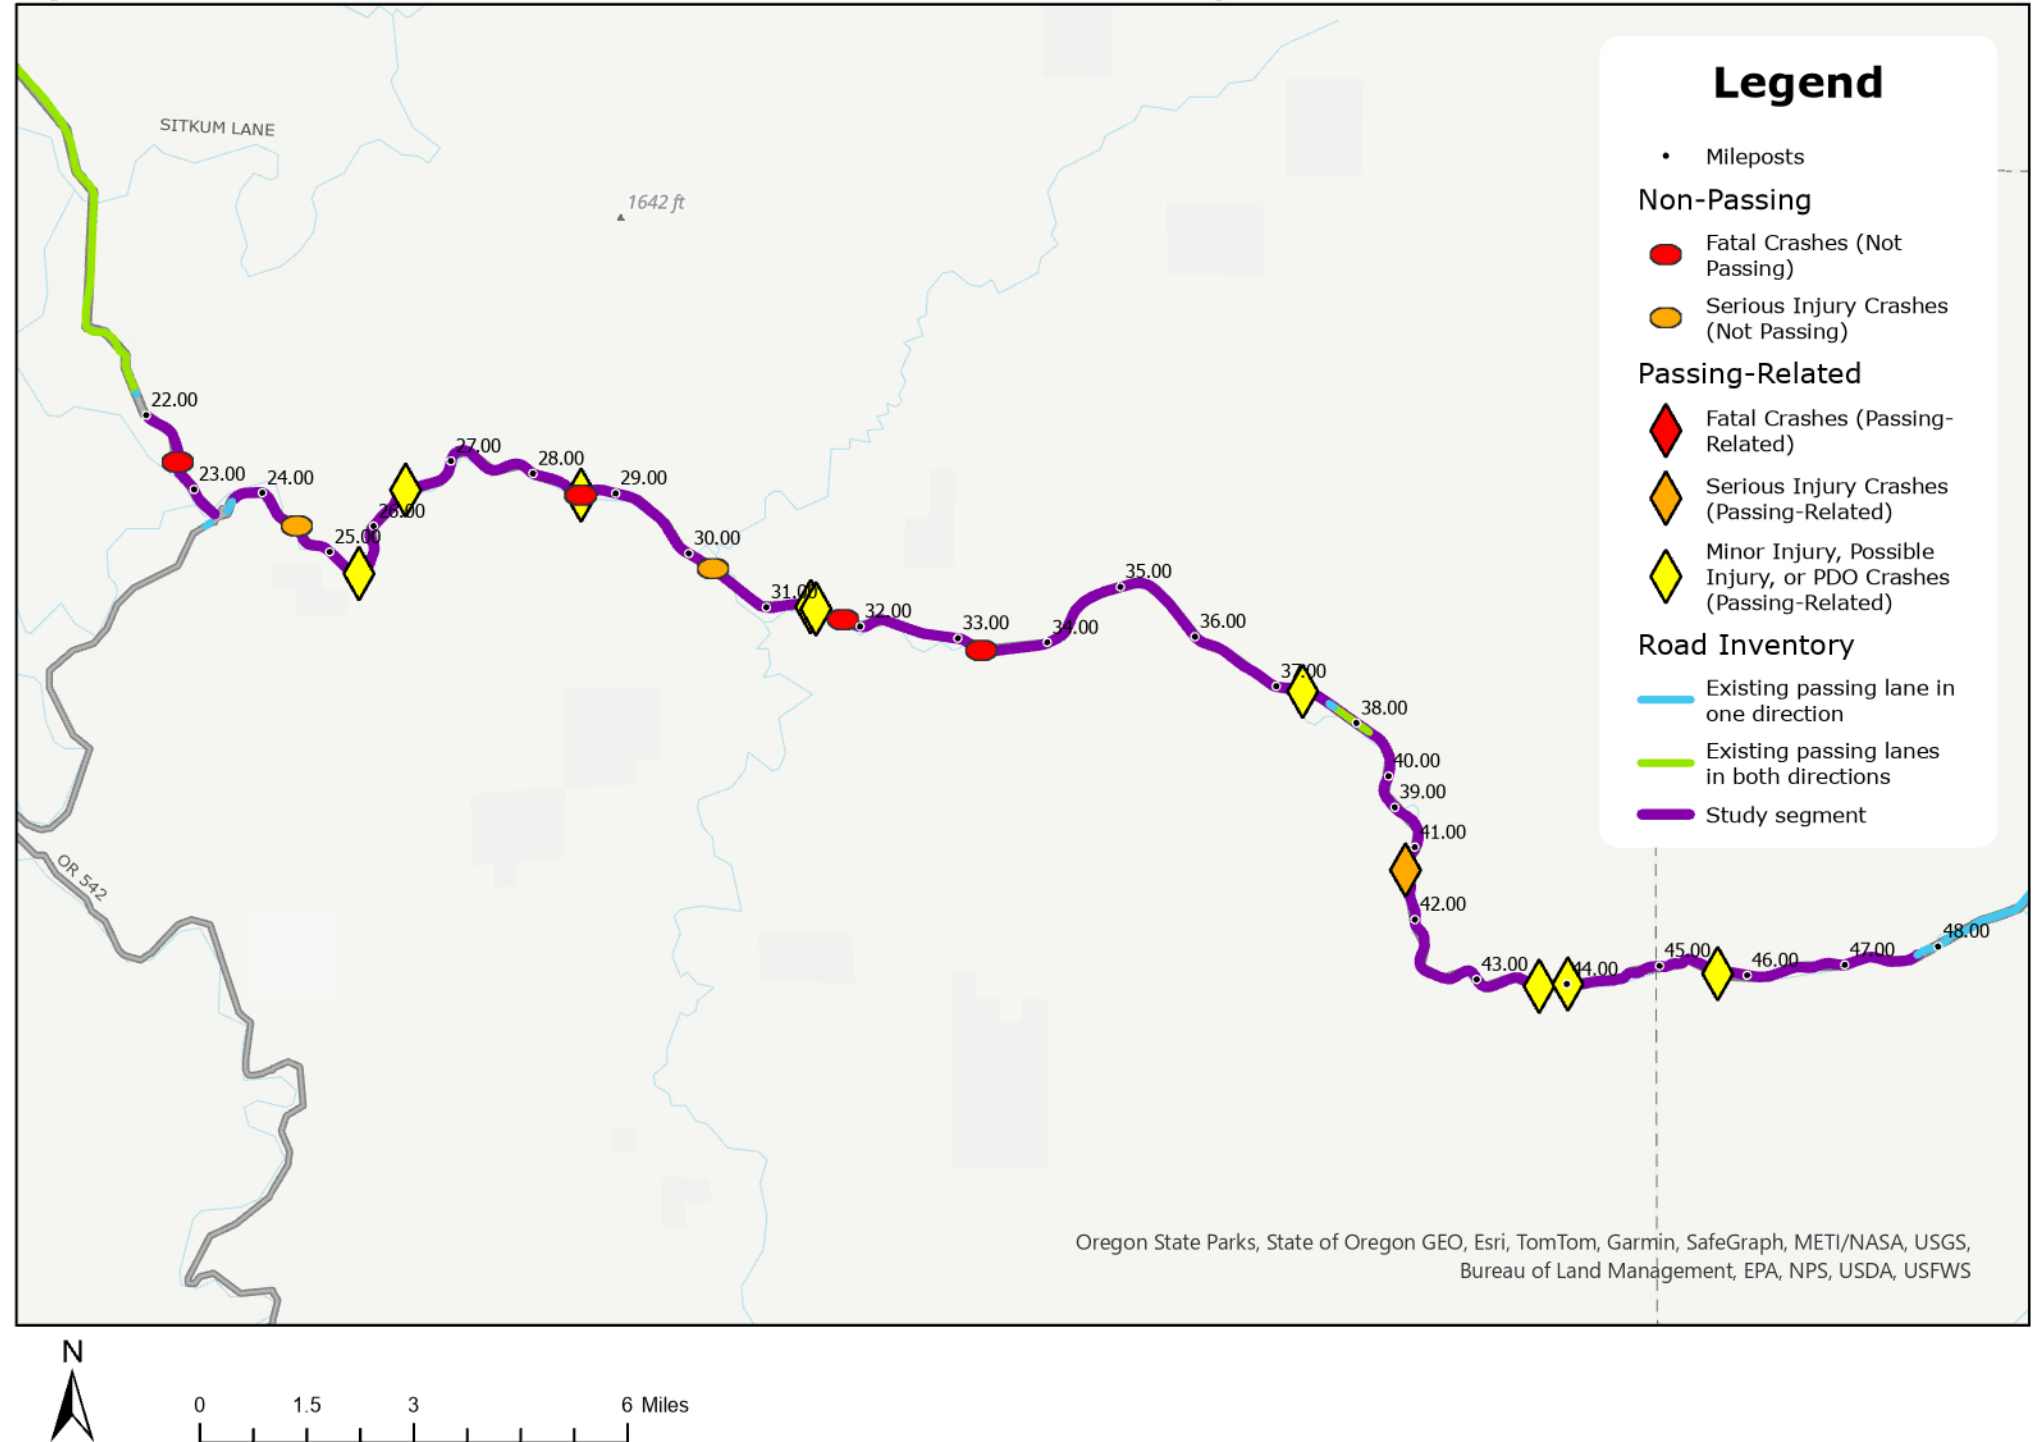 Legend
Mileposts
Non-Passing
Fatal Crashes (Not
Passing)
Serious Injury Crashes
(Not Passing)
Passing-Related
Fatal Crashes (Passing-
Related)
Serious Injury Crashes
(Passing-Related)
Minor Injury, Possible
Injury, or PDO Crashes
(Passing-Related)
Road Inventory
Existing passing lane in
one direction
Existing passing lanes
in both directions
Study segment
SITKUM LANE
1642 ft
22.00
23.00
24.00
25.00
26.00
27.00
28.00
29.00
30.00
31.00
32.00
33.00
34.00
35.00
36.00
37.00
38.00
40.00
39.00
41.00
42.00
43.00
44.00
45.00
46.00
47.00
48.00
OR 542
Oregon State Parks, State of Oregon GEO, Esri, TomTom, Garmin, SafeGraph, METI/NASA, USGS,
Bureau of Land Management, EPA, NPS, USDA, USFWS
N
0 1.5 3 6 Miles